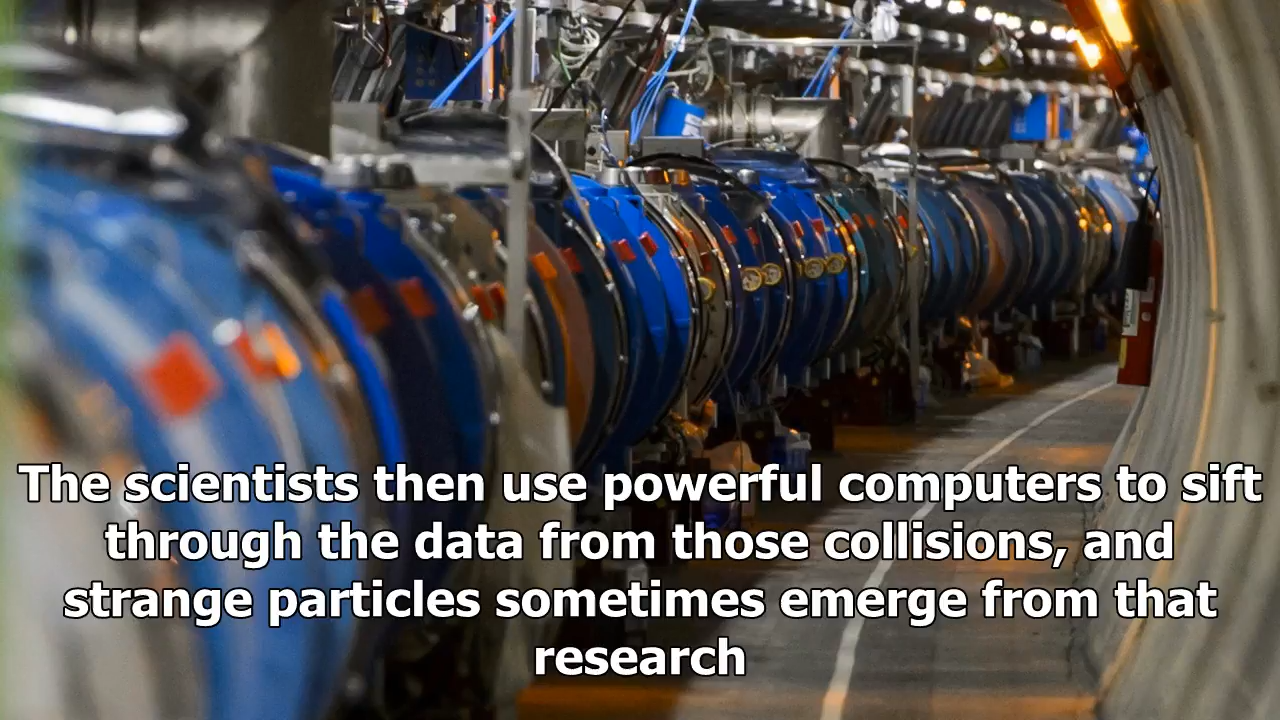 The scientists then use powerful computers to sift
through the data from those collisions, and
strange particles sometimes emerge from that
research